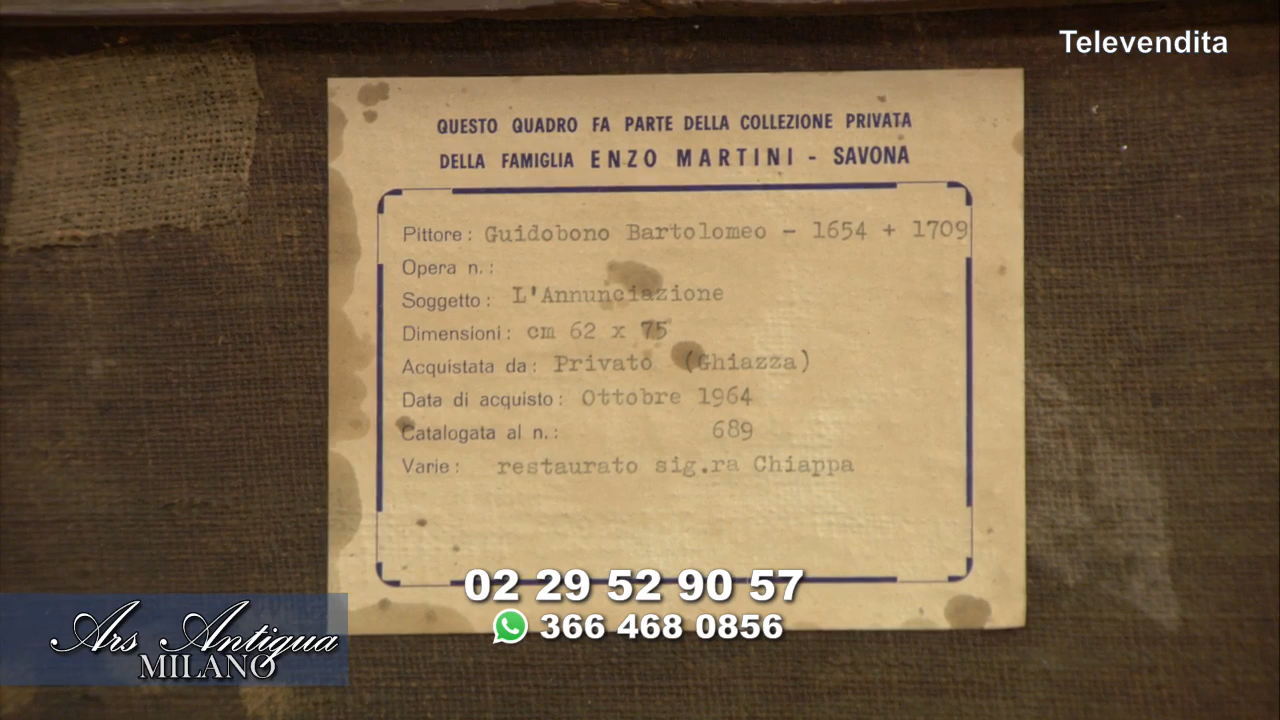 Televendita
QUESTO QUADRO FA PARTE DELLA COLLEZIONE PRIVATA
DELLA FAMIGLIA ENZO MARTINI - SAVONA
Pittore : Guidobono Bartolomeo - 1654 + 1709
Opera n. :
Soggetto : L'Annunciazione
Dimensioni : cm 62 x 75
Acquistata da : Privato (Ghiazza)
Data di acquisto : Ottobre 1964
Catalogata al n. : 689
Varie : restaurato sig.ra Chiappa
02 29 52 90 57
366 468 0856
Ars Antiqua
MILANO